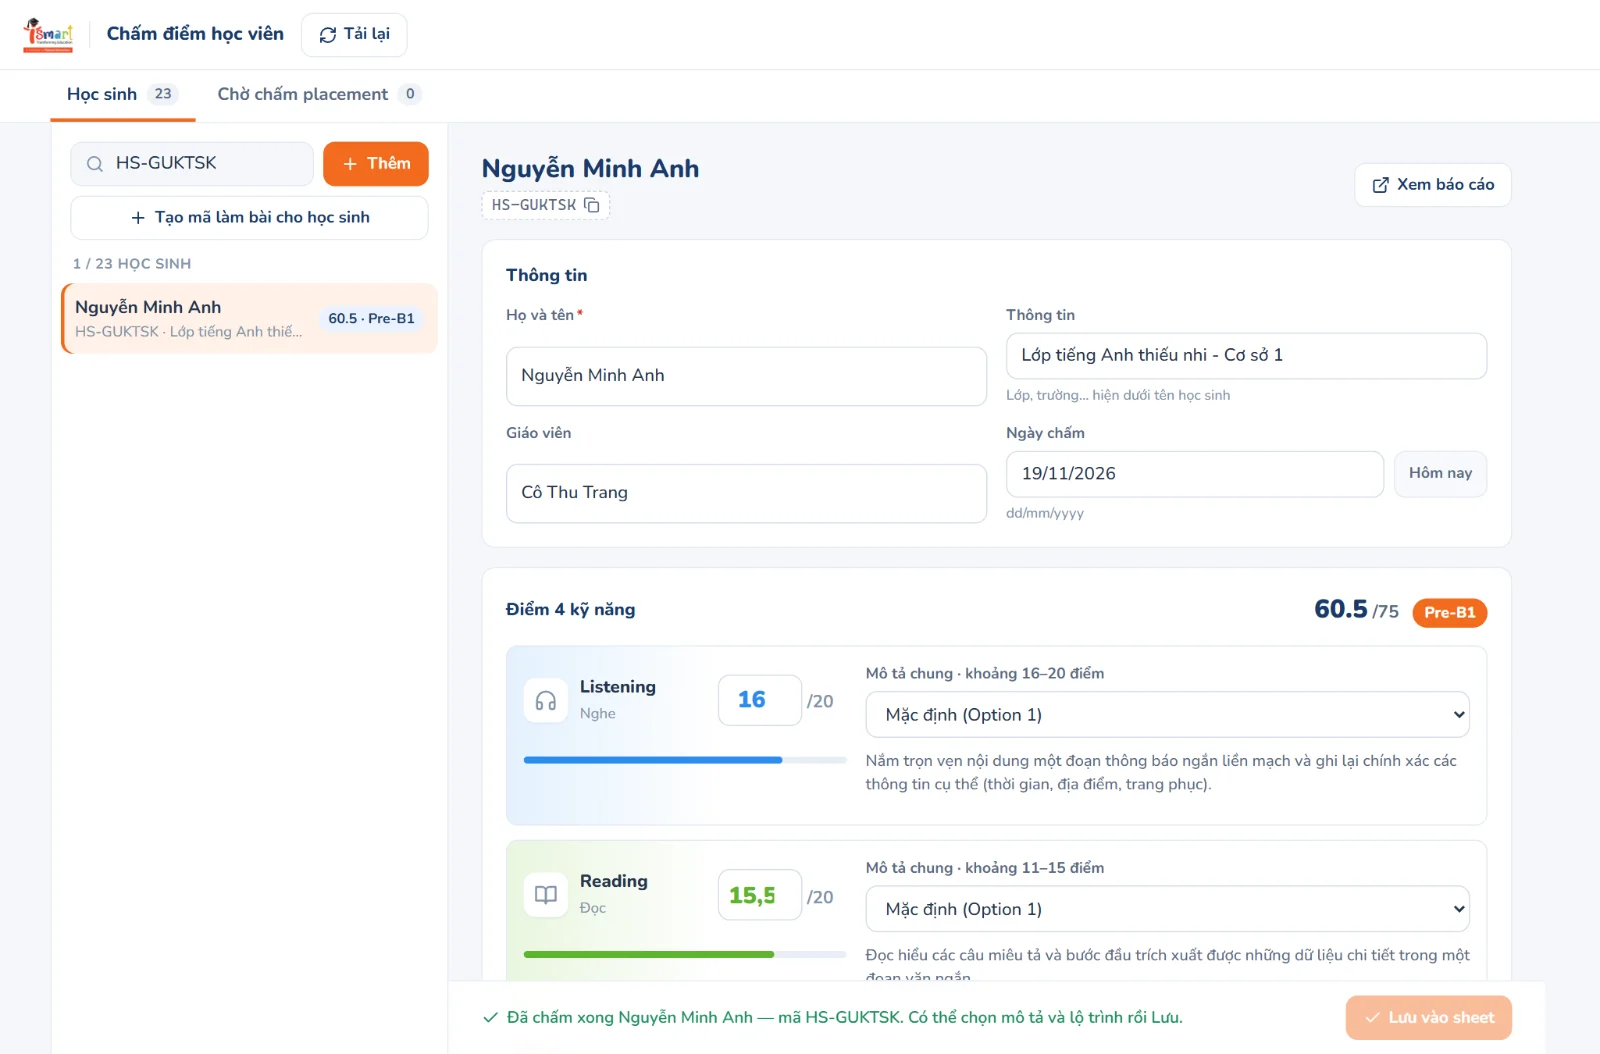 iSmart
Chấm điểm học viên
Tải lại
Học sinh 23
Chờ chấm placement 0
HS-GUKTSK
+ Thêm
+ Tạo mã làm bài cho học sinh
1 / 23 HỌC SINH
Nguyễn Minh Anh
HS-GUKTSK · Lớp tiếng Anh thiế...
60.5 · Pre-B1
Nguyễn Minh Anh
HS-GUKTSK
Xem báo cáo
Thông tin
Họ và tên*
Nguyễn Minh Anh
Thông tin
Lớp tiếng Anh thiếu nhi - Cơ sở 1
Lớp, trường... hiện dưới tên học sinh
Giáo viên
Cô Thu Trang
Ngày chấm
19/11/2026
Hôm nay
dd/mm/yyyy
Điểm 4 kỹ năng
60.5 /75 Pre-B1
Listening
Nghe
16 /20
Mô tả chung · khoảng 16–20 điểm
Mặc định (Option 1)
Nắm trọn vẹn nội dung một đoạn thông báo ngắn liền mạch và ghi lại chính xác các
thông tin cụ thể (thời gian, địa điểm, trang phục).
Reading
Đọc
15,5 /20
Mô tả chung · khoảng 11–15 điểm
Mặc định (Option 1)
Đọc hiểu các câu miêu tả và bước đầu trích xuất được những dữ liệu chi tiết trong một
đoạn văn ngắn.
Đã chấm xong Nguyễn Minh Anh — mã HS-GUKTSK. Có thể chọn mô tả và lộ trình rồi Lưu.
Lưu vào sheet